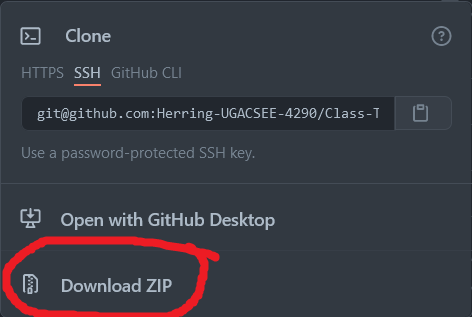 Clone
HTTPS SSH GitHub CLI
git@github.com:Herring-UGACSEE-4290/Class-T
Use a password-protected SSH key.
Open with GitHub Desktop
Download ZIP